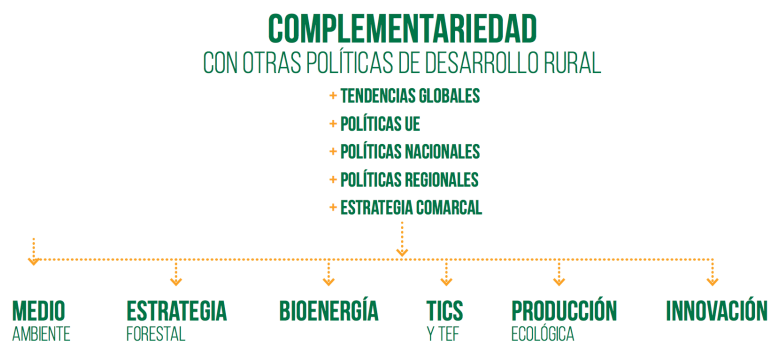 COMPLEMENTARIEDAD
CON OTRAS POLÍTICAS DE DESARROLLO RURAL
+ TENDENCIAS GLOBALES
+ POLÍTICAS UE
+ POLÍTICAS NACIONALES
+ POLÍTICAS REGIONALES
+ ESTRATEGIA COMARCAL
MEDIO
AMBIENTE
ESTRATEGIA
FORESTAL
BIOENERGÍA
TICS
Y TEF
PRODUCCIÓN
ECOLÓGICA
INNOVACIÓN